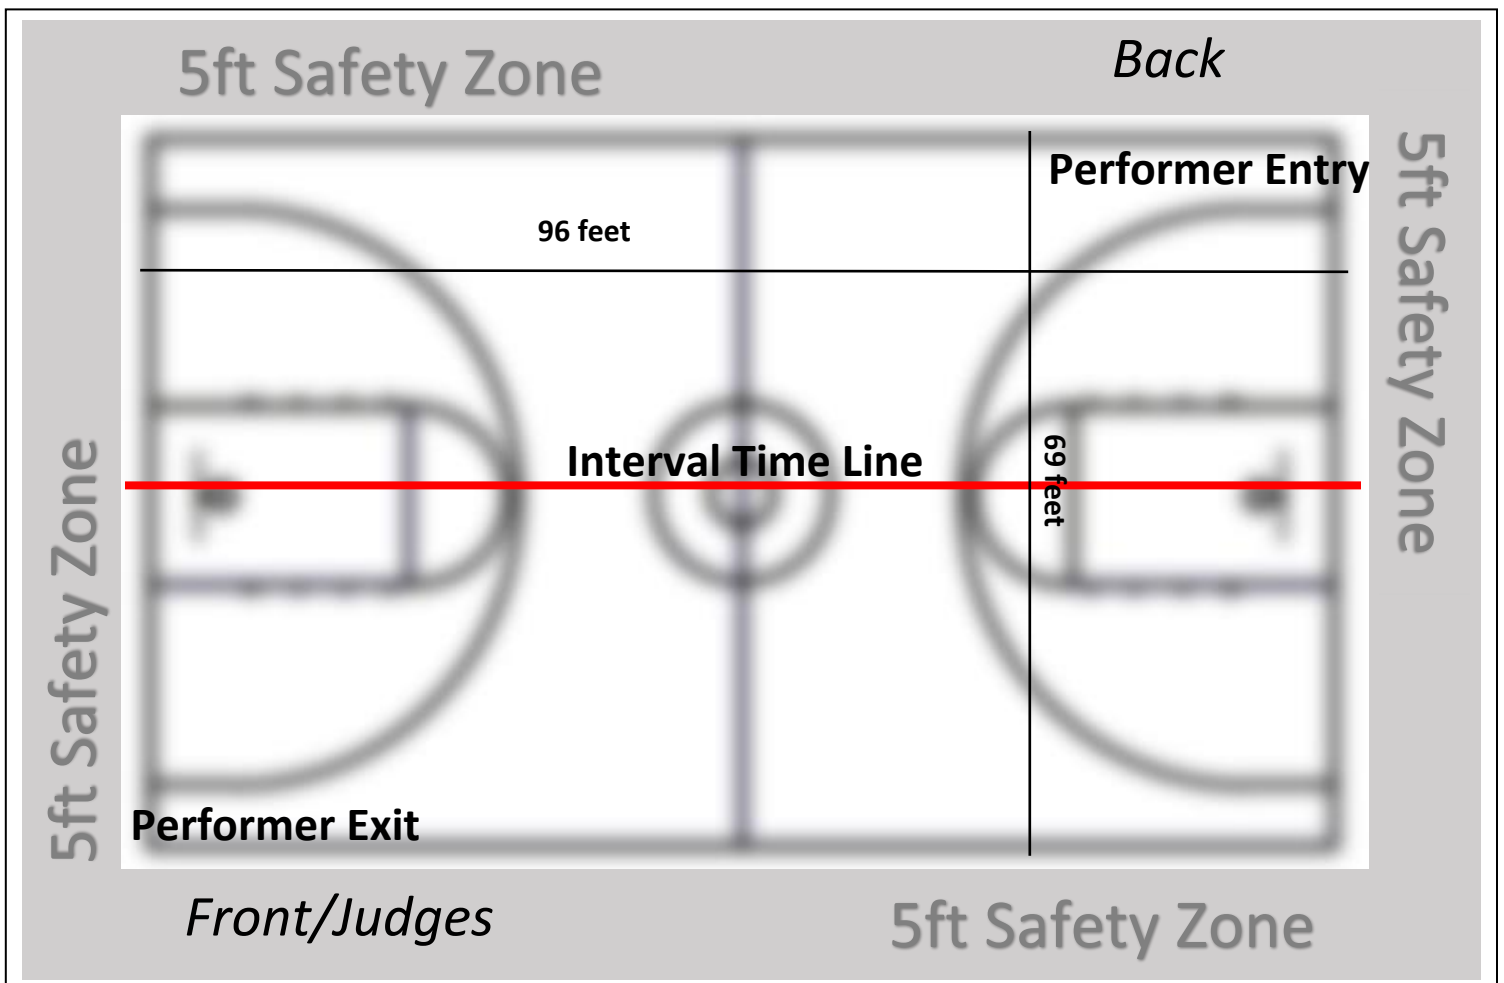 5ft Safety Zone
Back
Performer Entry
5ft Safety Zone
96 feet
Interval Time Line
69 feet
5ft Safety Zone
Performer Exit
Front/Judges
5ft Safety Zone